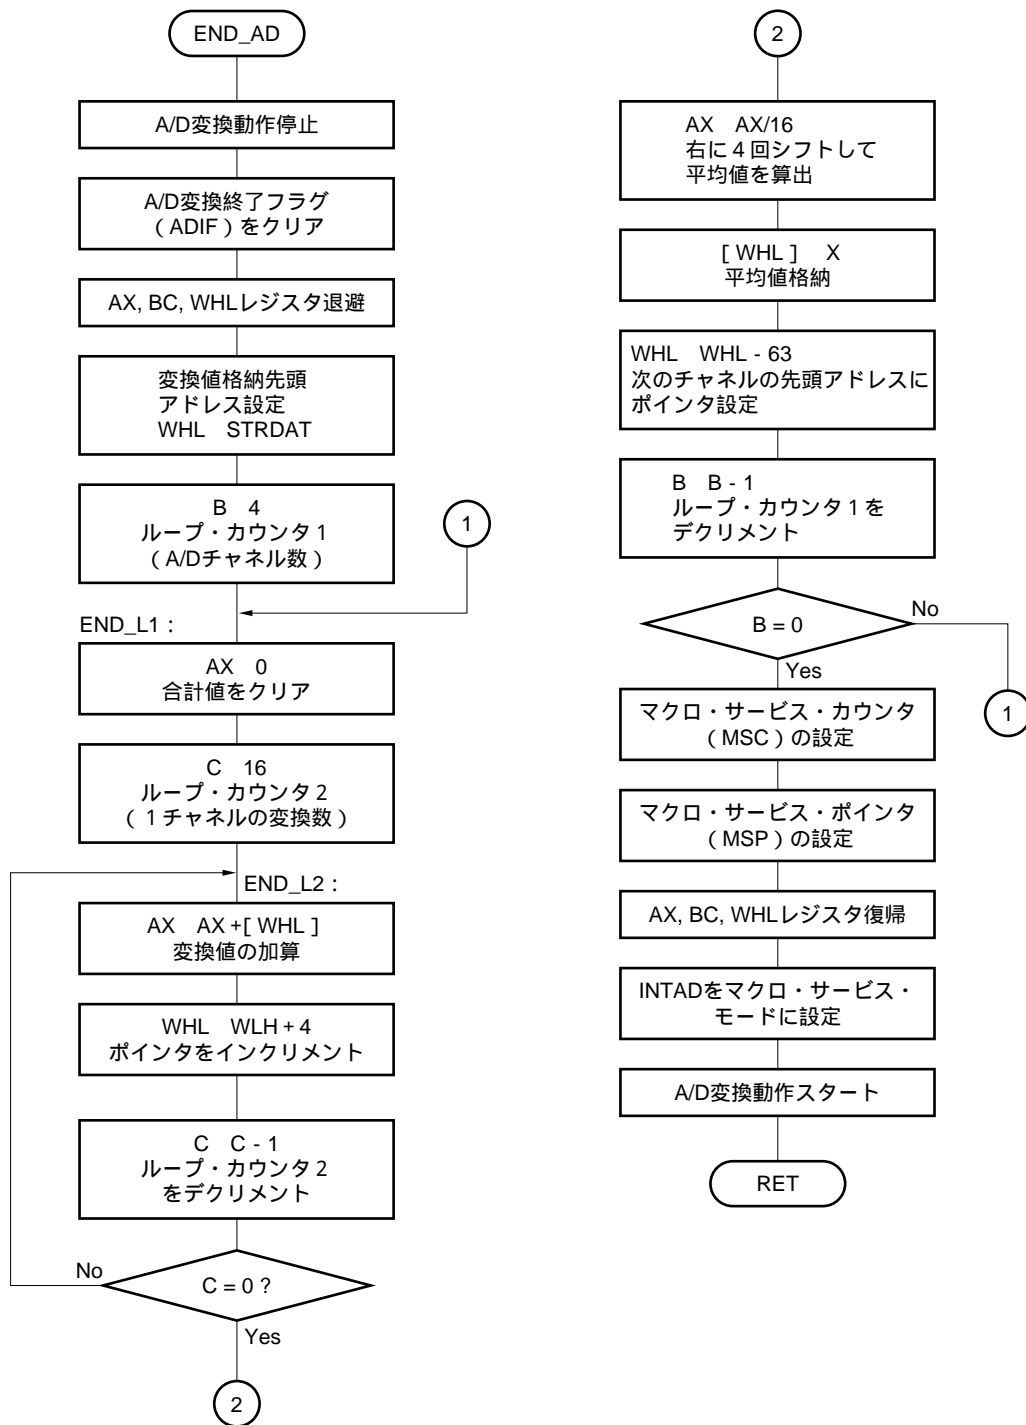 END_AD
A/D変換動作停止
A/D変換終了フラグ
（ADIF）をクリア
AX, BC, WHLレジスタ退避
変換値格納先頭
アドレス設定
WHL　STRDAT
B　4
ループ・カウンタ1
（A/Dチャネル数）
1
END_L1：
AX　0
合計値をクリア
C　16
ループ・カウンタ2
（1チャネルの変換数）
END_L2：
AX　AX+[ WHL ]
変換値の加算
WHL　WLH + 4
ポインタをインクリメント
C　C - 1
ループ・カウンタ2
をデクリメント
No
C = 0 ?
Yes
2
2
AX　AX/16
右に4回シフトして
平均値を算出
[ WHL ]　X
平均値格納
WHL　WHL - 63
次のチャネルの先頭アドレスに
ポインタ設定
B　B - 1
ループ・カウンタ1を
デクリメント
B = 0
No
Yes
1
マクロ・サービス・カウンタ
（MSC）の設定
マクロ・サービス・ポインタ
（MSP）の設定
AX, BC, WHLレジスタ復帰
INTADをマクロ・サービス・
モードに設定
A/D変換動作スタート
RET